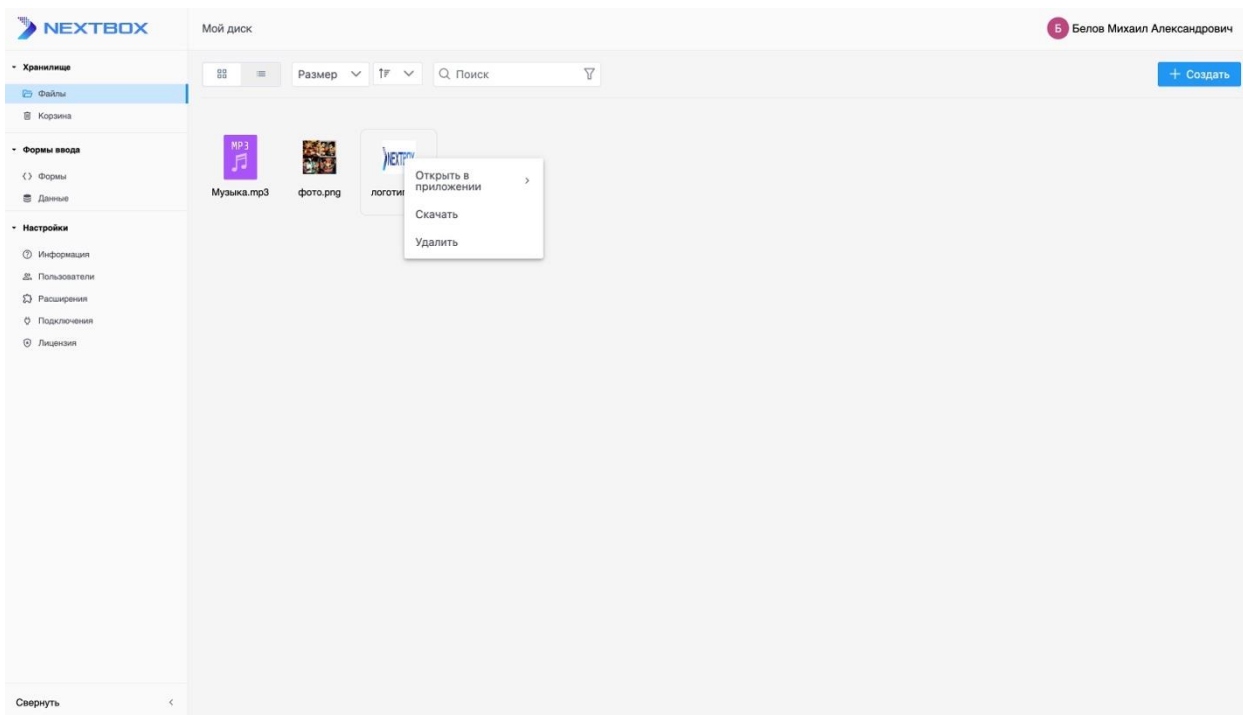 NEXTBOX
Мой диск
Б
Белов Михаил Александрович
Хранилище
Файлы
Корзина
Формы ввода
Формы
Данные
Настройки
Информация
Пользователи
Расширения
Подключения
Лицензия
Свернуть
Размер
Поиск
+ Создать
MP3
Музыка.mp3
фото.png
Открыть в
приложении
Скачать
Удалить